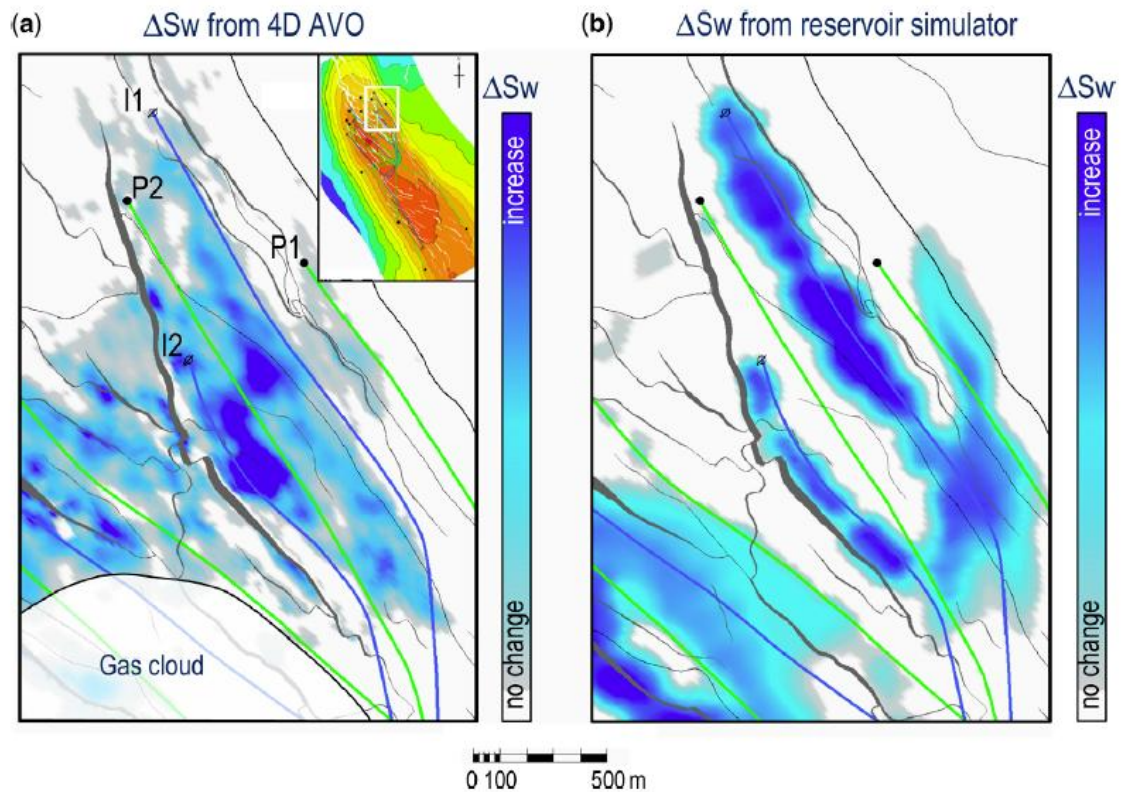 (a)
ΔSw from 4D AVO
(b)
ΔSw from reservoir simulator
I1
P2
P1
I2
Gas cloud
ΔSw
increase
no change
ΔSw
increase
no change
0 100 500 m